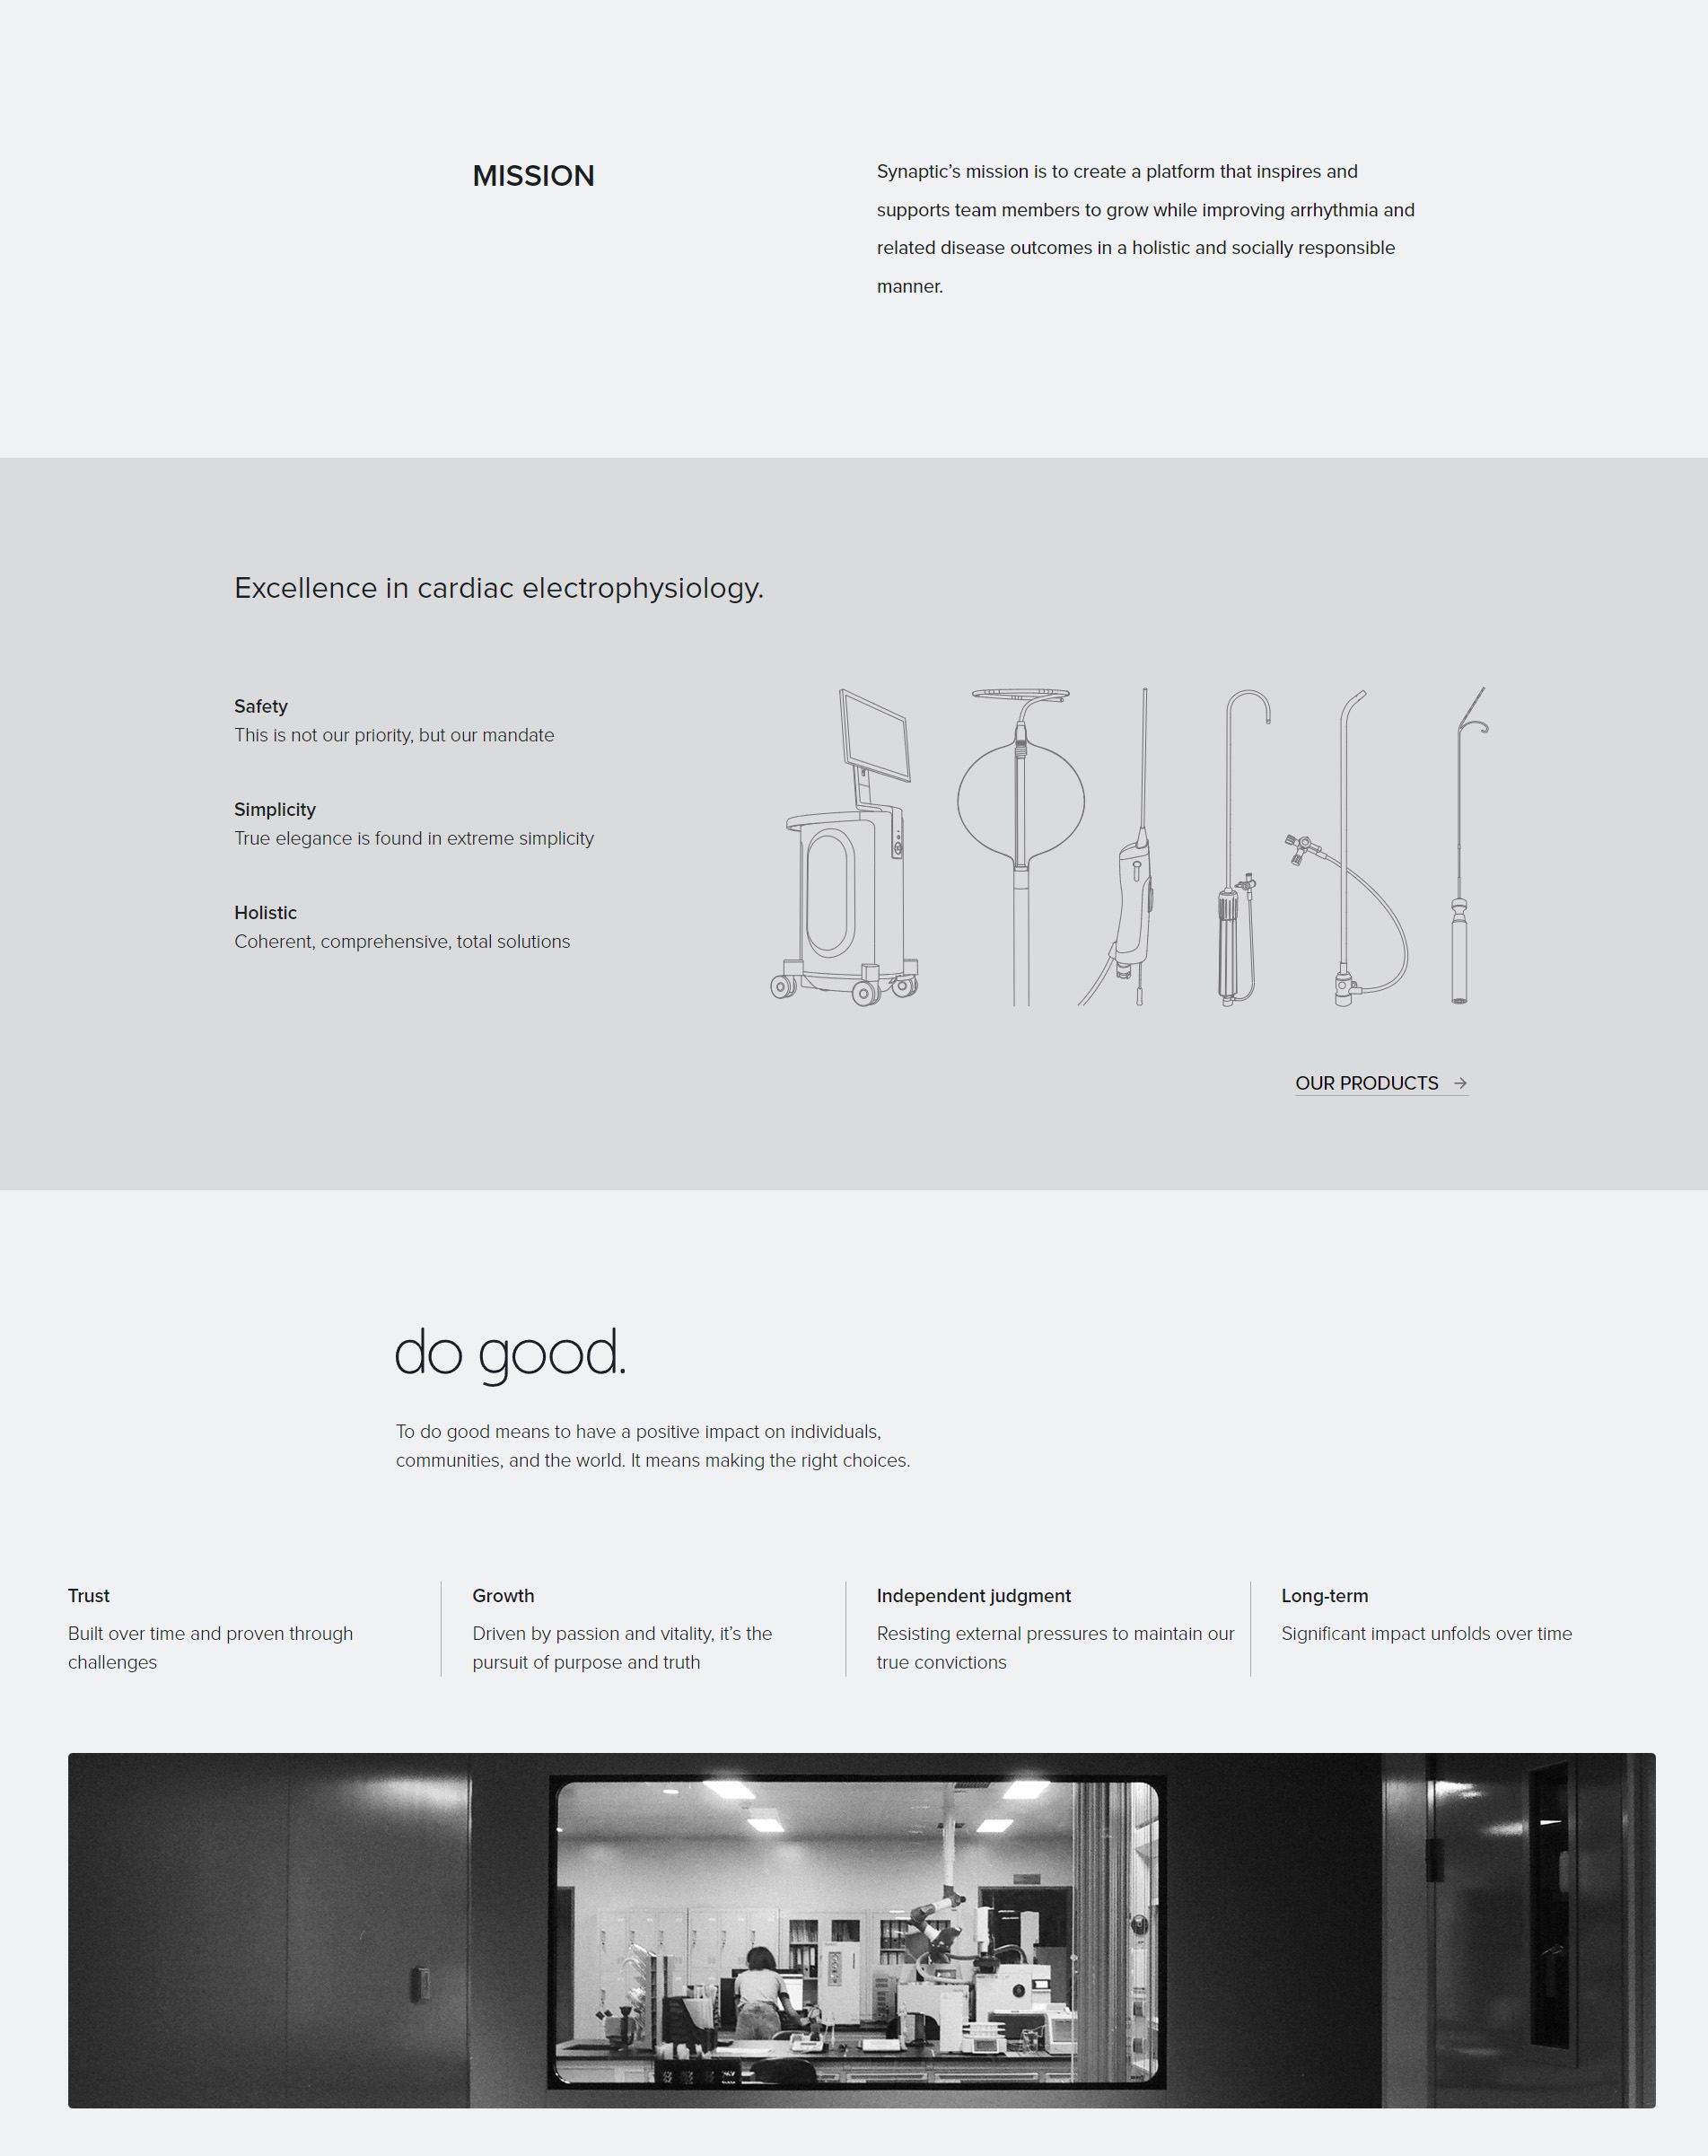 MISSION
Synaptic’s mission is to create a platform that inspires and
supports team members to grow while improving arrhythmia and
related disease outcomes in a holistic and socially responsible
manner.
Excellence in cardiac electrophysiology.
Safety
This is not our priority, but our mandate
Simplicity
True elegance is found in extreme simplicity
Holistic
Coherent, comprehensive, total solutions
OUR PRODUCTS →
do good.
To do good means to have a positive impact on individuals,
communities, and the world. It means making the right choices.
Trust
Built over time and proven through
challenges
Growth
Driven by passion and vitality, it’s the
pursuit of purpose and truth
Independent judgment
Resisting external pressures to maintain our
true convictions
Long-term
Significant impact unfolds over time